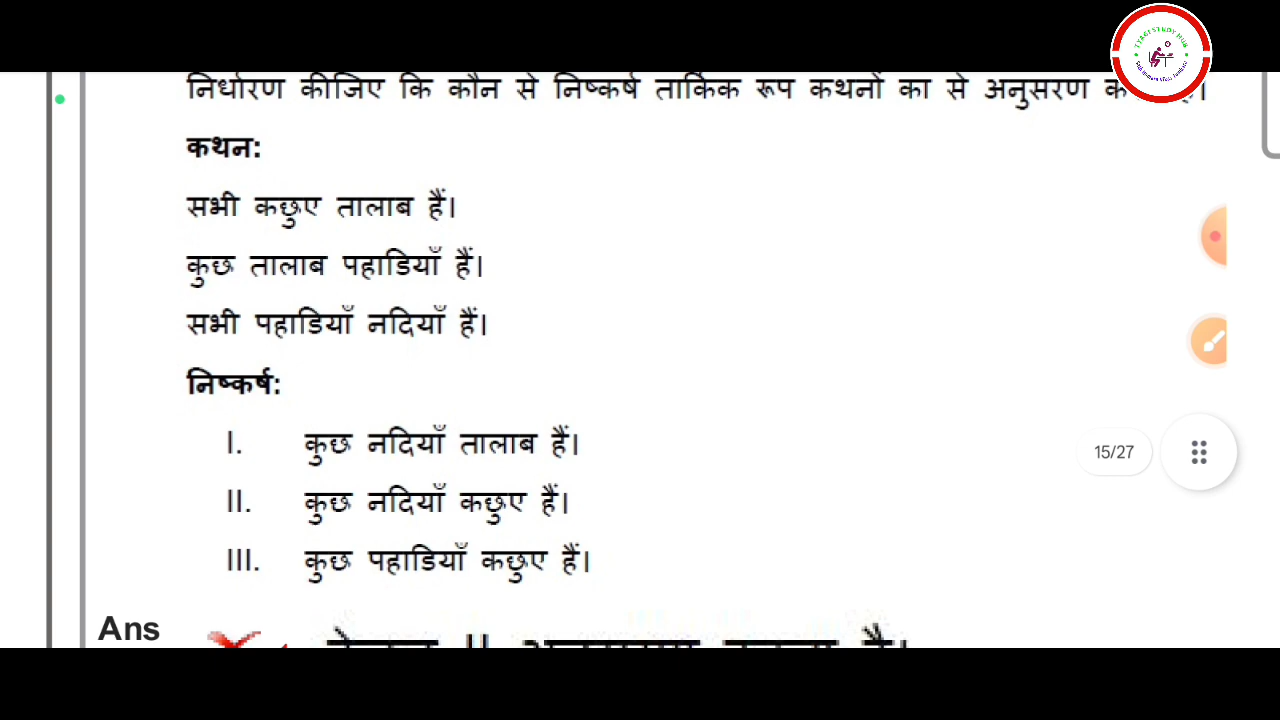 निर्धारण कीजिए कि कौन से निष्कर्ष तार्किक रूप कथनों का से अनुसरण
कथन:
सभी कछुए तालाब हैं।
कुछ तालाब पहाडियाँ हैं।
सभी पहाडियाँ नदियाँ हैं।
निष्कर्ष:
I. कुछ नदियाँ तालाब हैं।
15/27
II. कुछ नदियाँ कछुए हैं।
III. कुछ पहाडियाँ कछुए हैं।
Ans